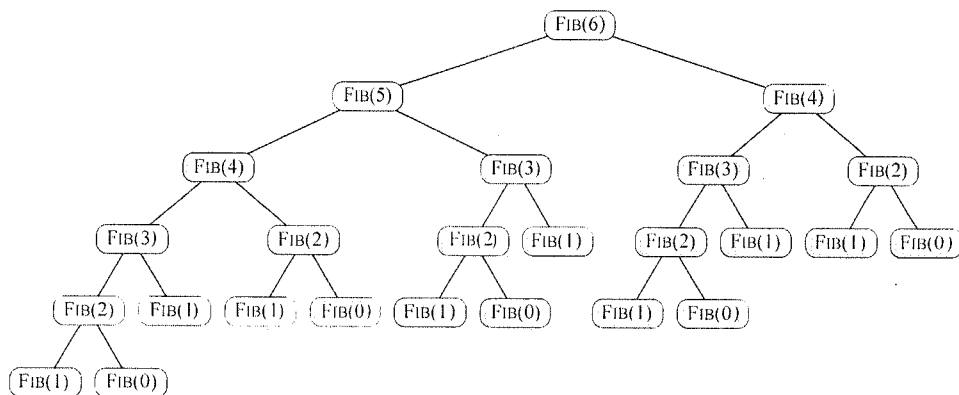 FIB(6)
FIB(5) FIB(4)
FIB(4) FIB(3) FIB(3) FIB(2)
FIB(3) FIB(2) FIB(2) FIB(1) FIB(2) FIB(1) FIB(1) FIB(0)
FIB(2) FIB(1) FIB(1) FIB(0) FIB(1) FIB(0) FIB(1) FIB(0)
FIB(1) FIB(0)